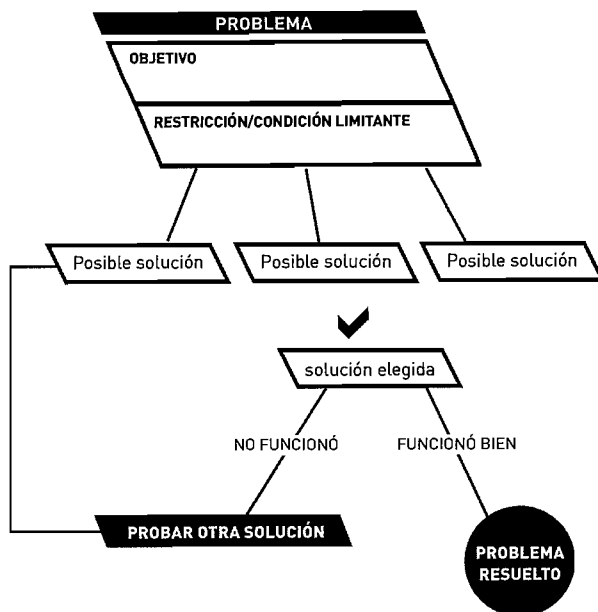 PROBLEMA
OBJETIVO
RESTRICCIÓN/CONDICIÓN LIMITANTE
Posible solución
Posible solución
Posible solución
solución elegida
NO FUNCIONÓ
FUNCIONÓ BIEN
PROBAR OTRA SOLUCIÓN
PROBLEMA
RESUELTO